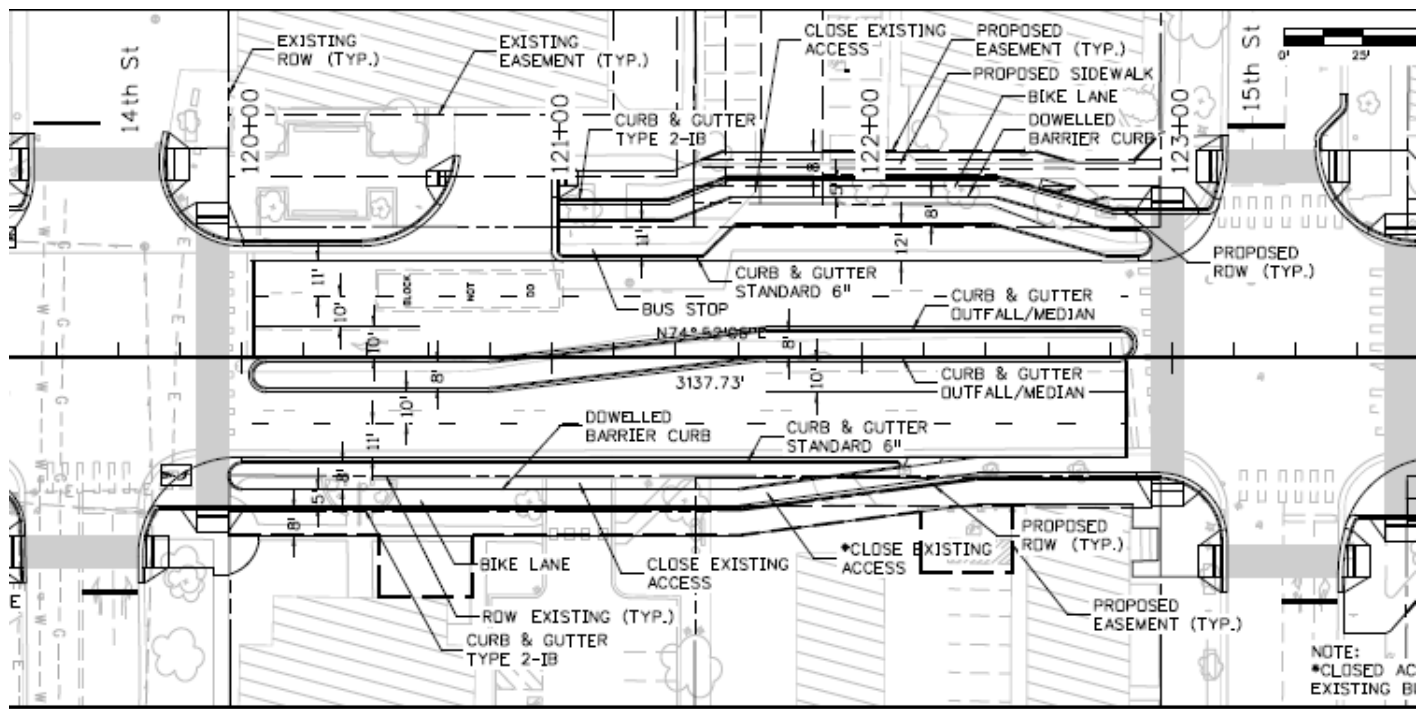 14th St
EXISTING
ROW (TYP.)
120+00
EXISTING
EASEMENT (TYP.)
121+00
CURB & GUTTER
TYPE 2-IB
CLOSE EXISTING
ACCESS
122+00
PROPOSED
EASEMENT (TYP.)
PROPOSED SIDEWALK
BIKE LANE
DOWELLED
BARRIER CURB
123+00
15th St
0'
25'
8'
5'
8'
11'
12'
PROPOSED
ROW (TYP.)
11'
10'
10'
BLOCK
NOT
DO
CURB & GUTTER
STANDARD 6"
BUS STOP
CURB & GUTTER
OUTFALL/MEDIAN
N74°52'06"E
8'
8'
3137.73'
10'
CURB & GUTTER
OUTFALL/MEDIAN
10'
11'
DOWELLED
BARRIER CURB
CURB & GUTTER
STANDARD 6"
8'
5'
8'
BIKE LANE
CLOSE EXISTING
ACCESS
*CLOSE EXISTING
ACCESS
PROPOSED
ROW (TYP.)
ROW EXISTING (TYP.)
CURB & GUTTER
TYPE 2-IB
PROPOSED
EASEMENT (TYP.)
NOTE:
*CLOSED AC
EXISTING
E
E
E
E
W
G
W
G
W
G
W